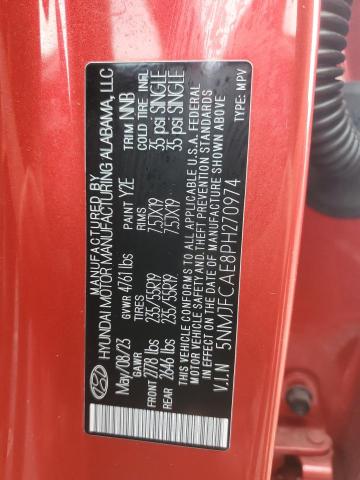 MANUFACTURED BY
HYUNDAI MOTOR MANUFACTURING ALABAMA, LLC
May/08/23 GVWR 4761 lbs PAINT Y2E TRIM NNB
GAWR TIRES RIMS COLD TIRE INFL
FRONT 2778 lbs 235/55R19 7.5JX19 35 psi SINGLE
REAR 2646 lbs 235/55R19 7.5JX19 35 psi SINGLE
THIS VEHICLE CONFORMS TO ALL APPLICABLE U.S.A. FEDERAL
MOTOR VEHICLE SAFETY, BUMPER, AND THEFT PREVENTION STANDARDS
IN EFFECT ON THE DATE OF MANUFACTURE SHOWN ABOVE.
V.I.N 5NMJFCAE8PH270974 TYPE: MPV